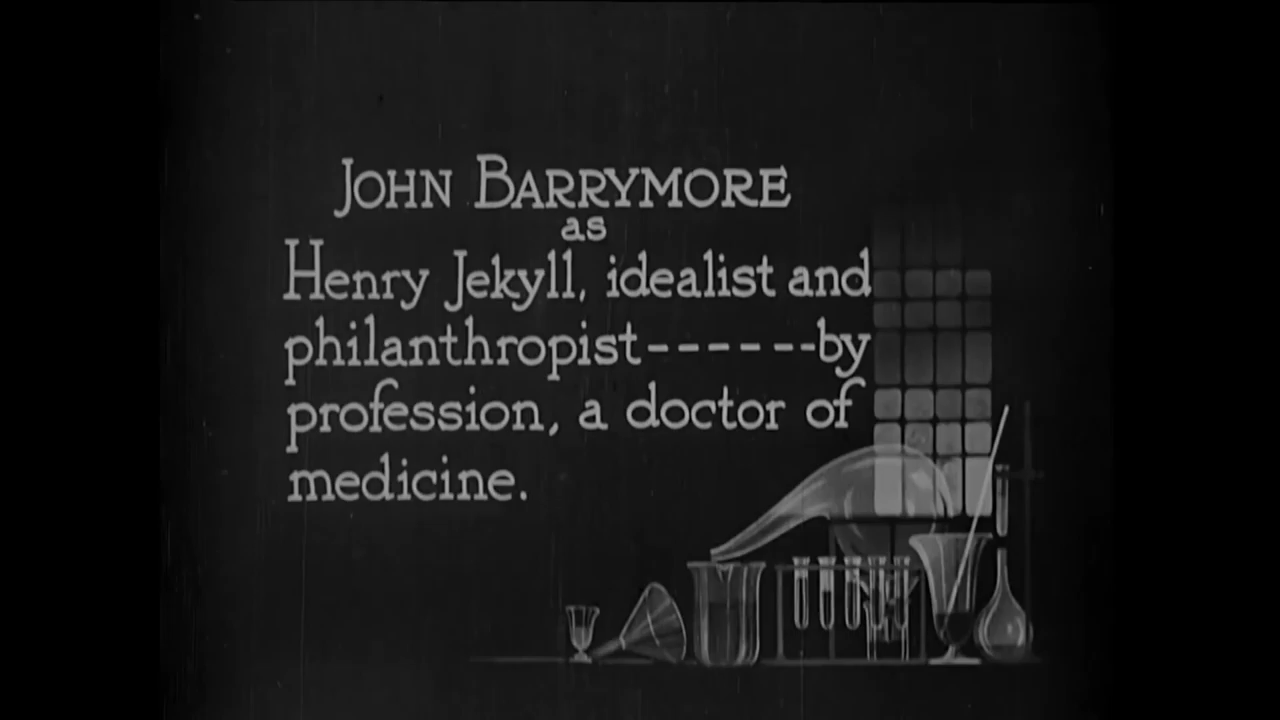 JOHN BARRYMORE
as
Henry Jekyll, idealist and
philanthropist------by
profession, a doctor of
medicine.